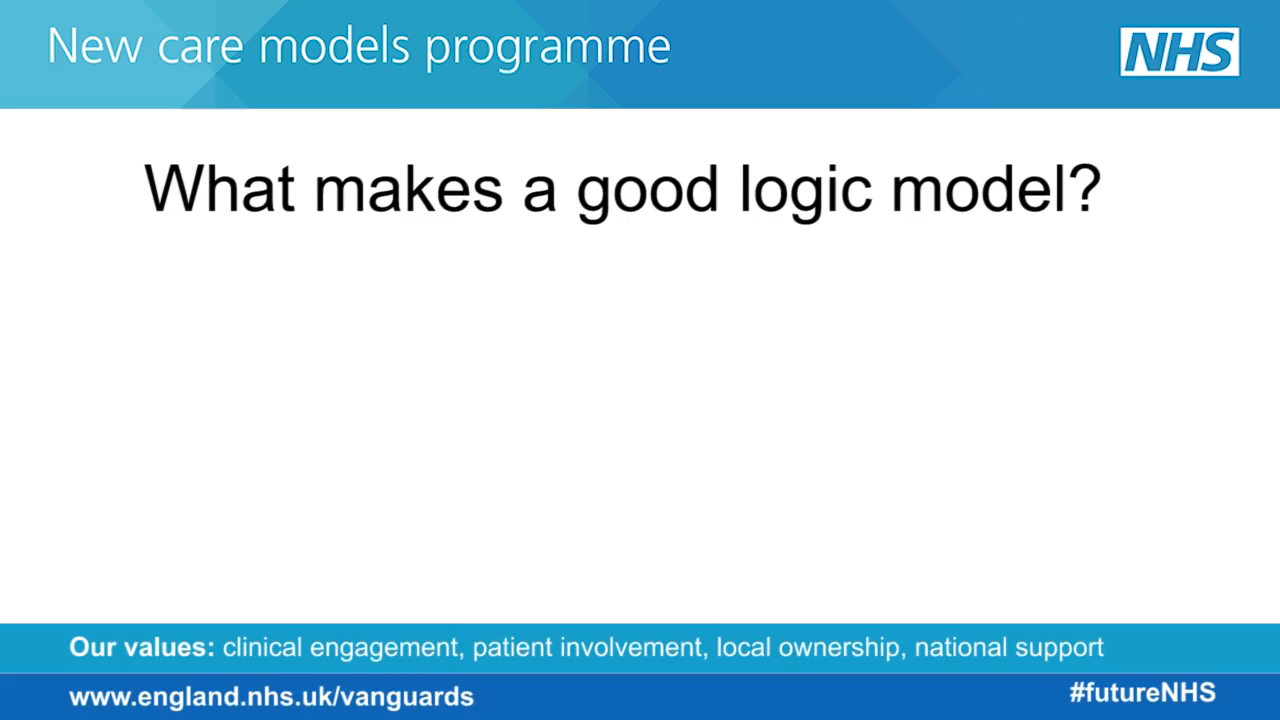 New care models programme
NHS
What makes a good logic model?
Our values: clinical engagement, patient involvement, local ownership, national support
www.england.nhs.uk/vanguards
#futureNHS